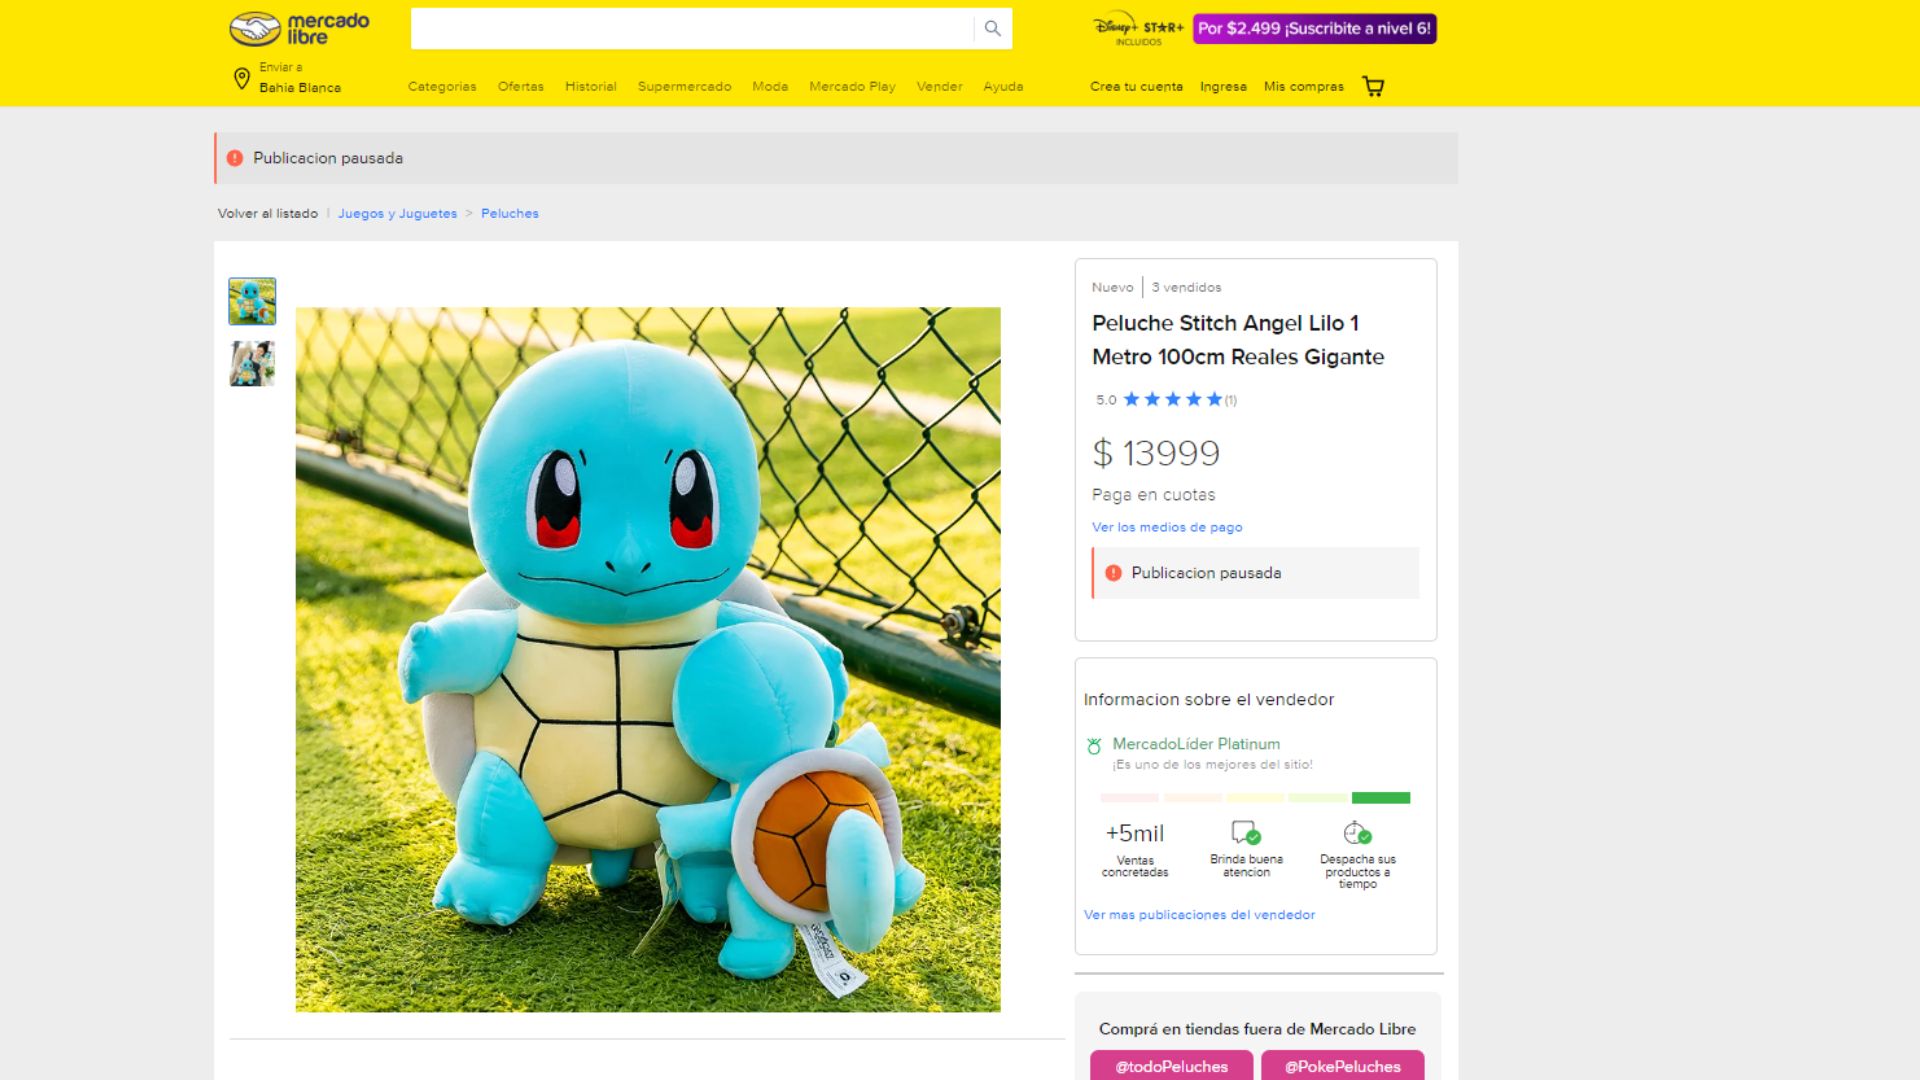 mercado
libre
Disney+ STAR+
INCLUIDOS
Por $2.499 ¡Suscribite a nivel 6!
Enviar a
Bahia Blanca
Categorias Ofertas Historial Supermercado Moda Mercado Play Vender Ayuda
Crea tu cuenta Ingresa Mis compras
Publicacion pausada
Volver al listado | Juegos y Juguetes > Peluches
Nuevo | 3 vendidos
Peluche Stitch Angel Lilo 1
Metro 100cm Reales Gigante
5.0 ★★★★★(1)
$ 13999
Paga en cuotas
Ver los medios de pago
Publicacion pausada
Informacion sobre el vendedor
MercadoLíder Platinum
¡Es uno de los mejores del sitio!
+5mil
Ventas
concretadas
Brinda buena
atencion
Despacha sus
productos a
tiempo
Ver mas publicaciones del vendedor
Comprá en tiendas fuera de Mercado Libre
@todoPeluches @PokePeluches